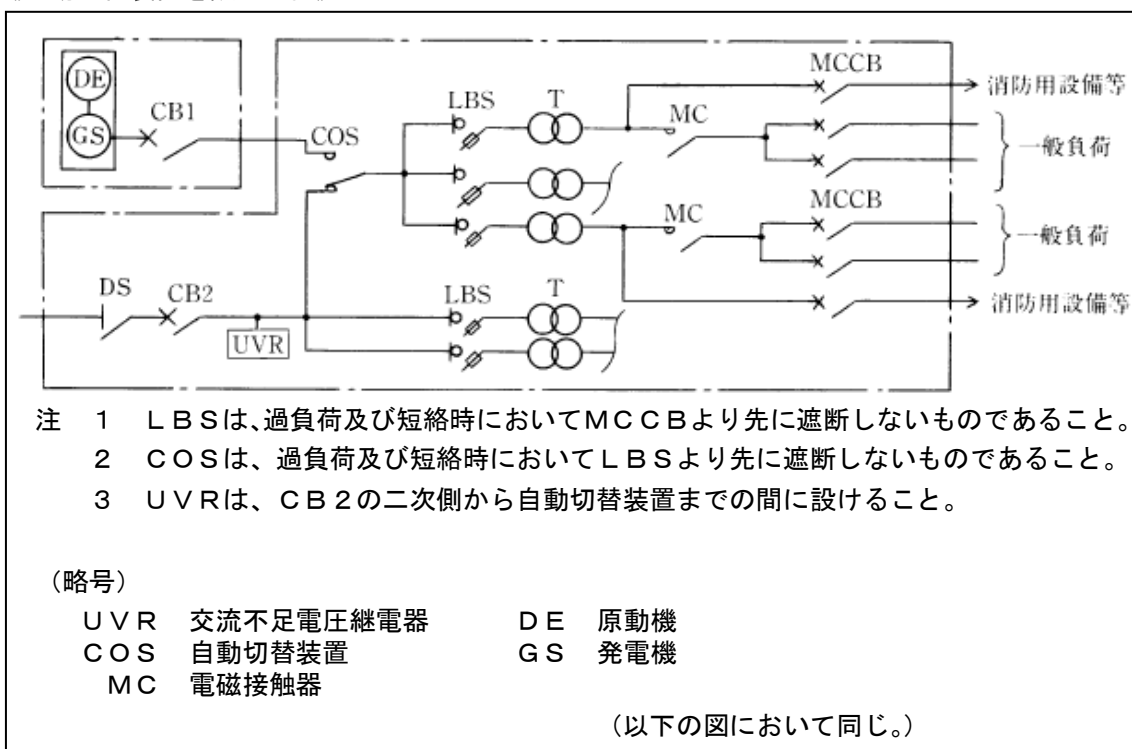 DE
GS
CB1
COS
LBS
T
MC
MCCB
消防用設備等
一般負荷
MC
MCCB
一般負荷
消防用設備等
DS
CB2
UVR
LBS
T
注 1 LBSは、過負荷及び短絡時においてMCCBより先に遮断しないものであること。
2 COSは、過負荷及び短絡時においてLBSより先に遮断しないものであること。
3 UVRは、CB2の二次側から自動切替装置までの間に設けること。
(略号)
UVR 交流不足電圧継電器 DE 原動機
COS 自動切替装置 GS 発電機
MC 電磁接触器
(以下の図において同じ。)